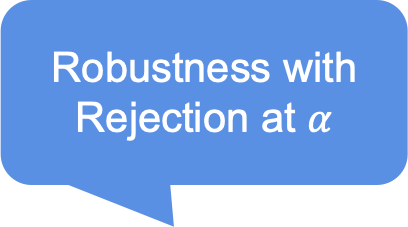 Robustness with
Rejection at 𝛼